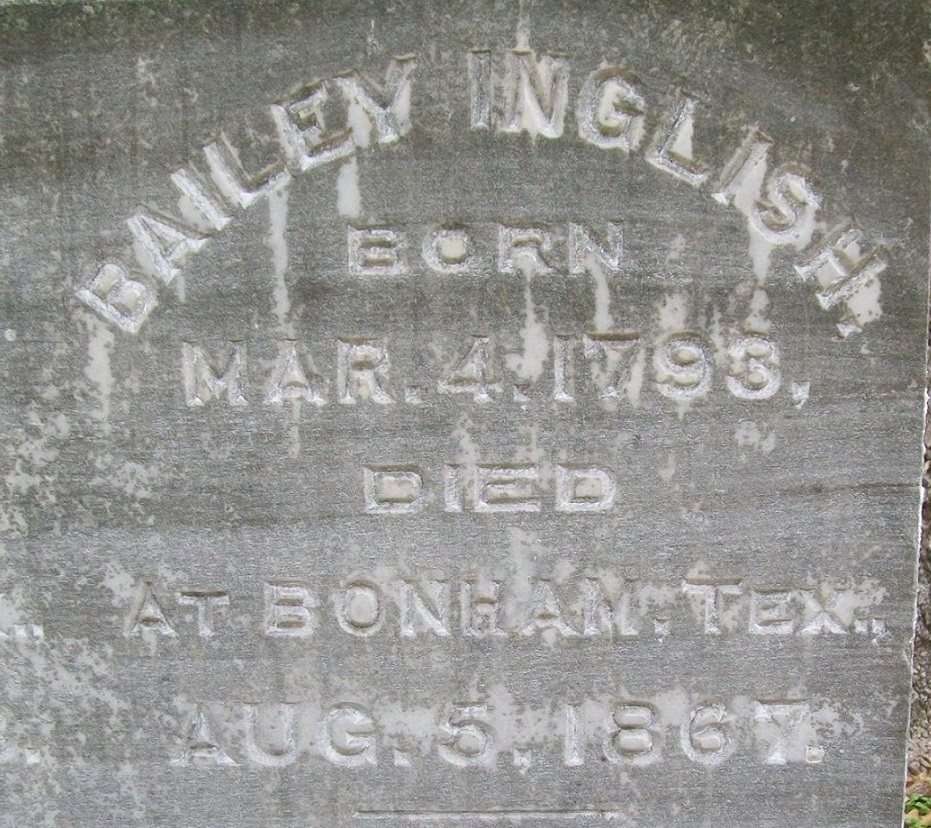 BAILEY INGLISH,
BORN
MAR. 4. 1793,
DIED
AT BONHAM, TEX.,
AUG. 5. 1867.